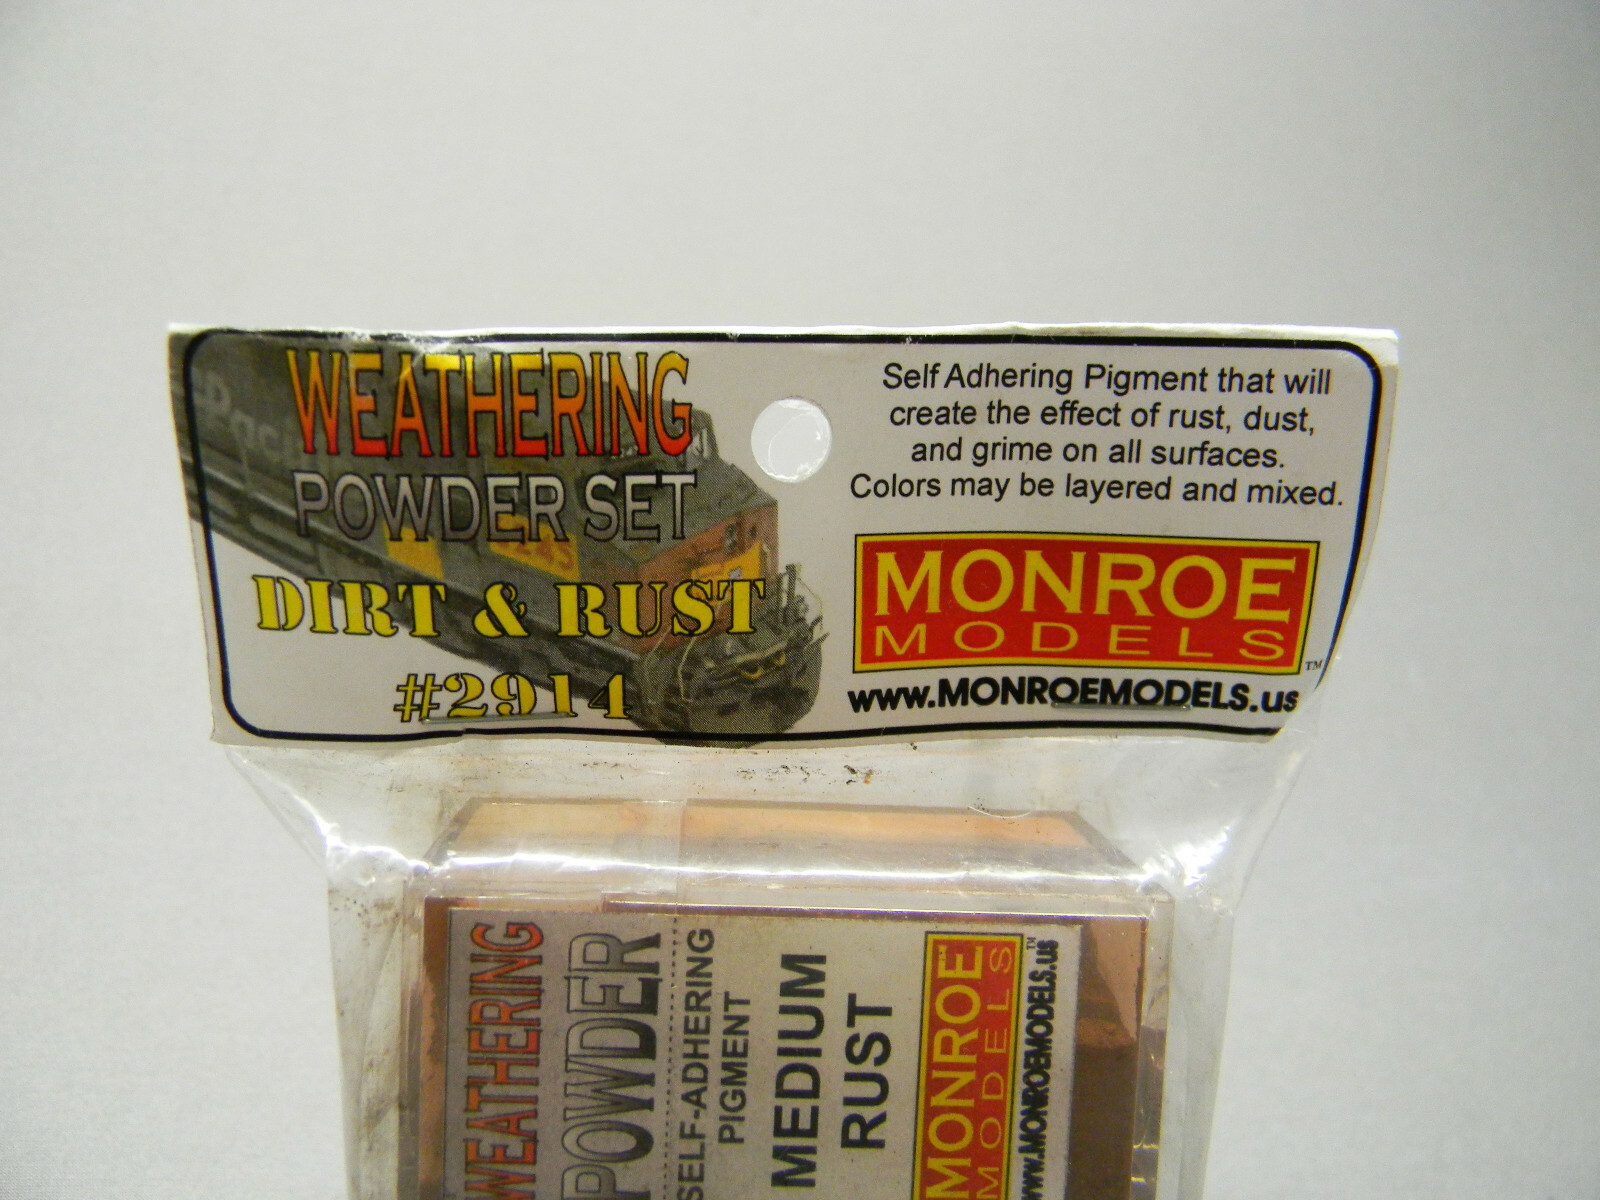 WEATHERING
POWDER SET
DIRT & RUST
#2914
Self Adhering Pigment that will
create the effect of rust, dust,
and grime on all surfaces.
Colors may be layered and mixed.
MONROE
MODELS
TM
www.MONROEMODELS.us
WEATHERING
POWDER
SELF-ADHERING
PIGMENT
MEDIUM
RUST
MONROE
MODELS
TM
www.MONROEMODELS.us